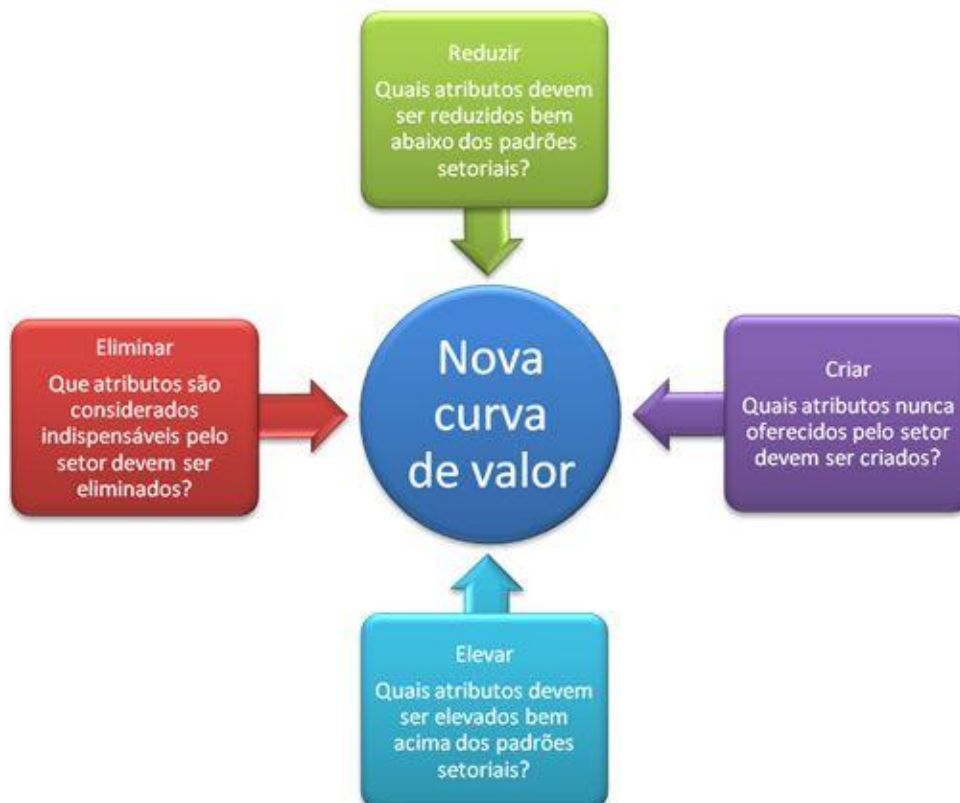 Reduzir
Quais atributos devem
ser reduzidos bem
abaixo dos padrões
setoriais?
Eliminar
Que atributos são
considerados
indispensáveis pelo
setor devem ser
eliminados?
Nova
curva
de valor
Criar
Quais atributos nunca
oferecidos pelo setor
devem ser criados?
Elevar
Quais atributos devem
ser elevados bem
acima dos padrões
setoriais?